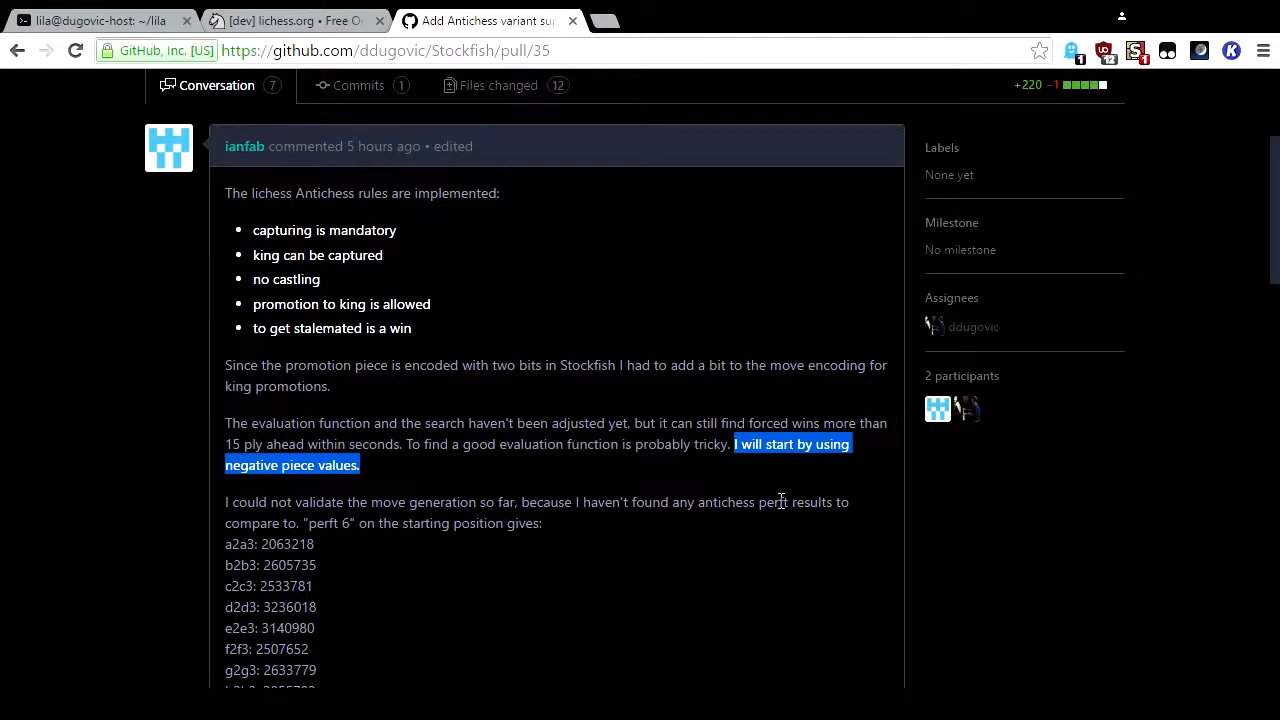 lila@dugovic-host: ~/lila
[dev] lichess.org • Free O
Add Antichess variant sup
GitHub, Inc. [US]
https://github.com/ddugovic/Stockfish/pull/35
1
12
1
Conversation 7
Commits 1
Files changed 12
+220 −1
ianfab commented 5 hours ago • edited
The lichess Antichess rules are implemented:
• capturing is mandatory
• king can be captured
• no castling
• promotion to king is allowed
• to get stalemated is a win
Since the promotion piece is encoded with two bits in Stockfish I had to add a bit to the move encoding for
king promotions.
The evaluation function and the search haven't been adjusted yet, but it can still find forced wins more than
15 ply ahead within seconds. To find a good evaluation function is probably tricky. I will start by using
negative piece values.
I could not validate the move generation so far, because I haven't found any antichess perft results to
compare to. "perft 6" on the starting position gives:
a2a3: 2063218
b2b3: 2605735
c2c3: 2533781
d2d3: 3236018
e2e3: 3140980
f2f3: 2507652
g2g3: 2633779
Labels
None yet
Milestone
No milestone
Assignees
ddugovic
2 participants